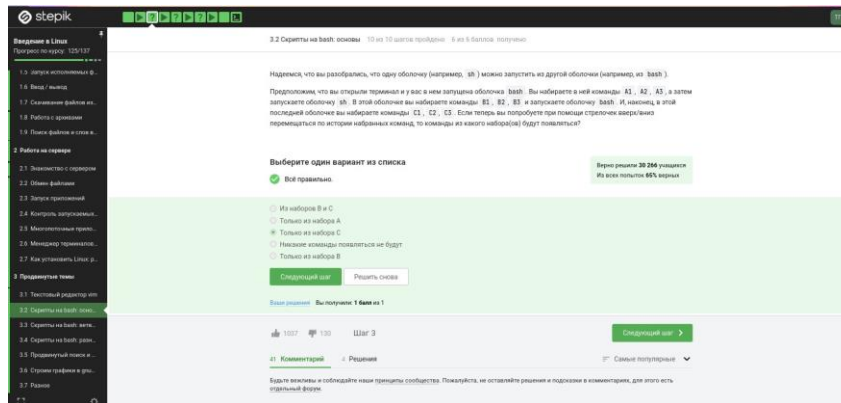 stepik
Введение в Linux
Прогресс по курсу: 125/137
1.5 Запуск исполняемых ф...
1.6 Ввод / вывод
1.7 Скачивание файлов из...
1.8 Работа с архивами
1.9 Поиск файлов и слов в...
2 Работа на сервере
2.1 Знакомство с сервером
2.2 Обмен файлами
2.3 Запуск приложений
2.4 Контроль запускаемых...
2.5 Многопоточные прило...
2.6 Менеджер терминалов...
2.7 Как установить Linux: р...
3 Продвинутые темы
3.1 Текстовый редактор vim
3.2 Скрипты на bash: осно...
3.3 Скрипты на bash: ветв...
3.4 Скрипты на bash: разн...
3.5 Продвинутый поиск и ...
3.6 Строим графики в gnu...
3.7 Разное
3.2 Скрипты на bash: основы 10 из 10 шагов пройдено 6 из 6 баллов получено
Надеемся, что вы разобрались, что одну оболочку (например, sh) можно запустить из другой оболочки (например, из bash).
Предположим, что вы открыли терминал и у вас в нем запущена оболочка bash. Вы набираете в ней команды A1, A2, A3, а затем
запускаете оболочку sh. В этой оболочке вы набираете команды B1, B2, B3 и запускаете оболочку bash. И, наконец, в этой
последней оболочке вы набираете команды C1, C2, C3. Если теперь вы попробуете при помощи стрелочек вверх/вниз
перемещаться по истории набранных команд, то команды из какого набора(ов) будут появляться?
Выберите один вариант из списка
Всё правильно.
Верно решили 30 266 учащихся
Из всех попыток 65% верных
Из наборов B и C
Только из набора A
Только из набора C
Никакие команды появляться не будут
Только из набора B
Следующий шаг Решить снова
Ваши решения Вы получили: 1 балл из 1
1037 130 Шаг 3 Следующий шаг
41 Комментарий 4 Решения Самые популярные
Будьте вежливы и соблюдайте наши принципы сообщества. Пожалуйста, не оставляйте решения и подсказки в комментариях, для этого есть
отдельный форум.